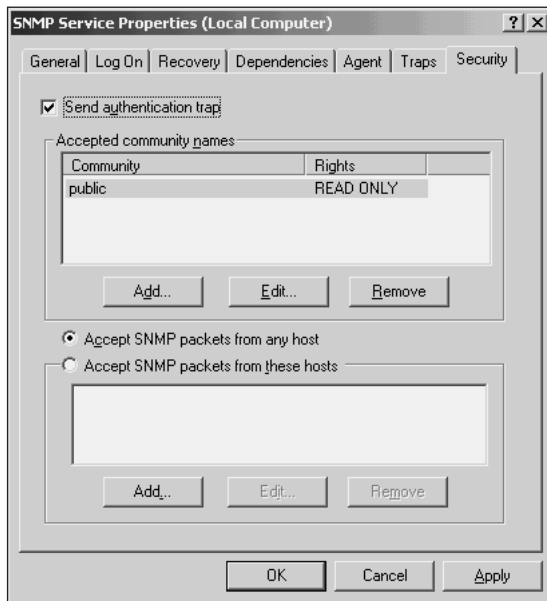 SNMP Service Properties (Local Computer)
General Log On Recovery Dependencies Agent Traps Security
Send authentication trap
Accepted community names
Community Rights
public READ ONLY
Add... Edit... Remove
Accept SNMP packets from any host
Accept SNMP packets from these hosts
Add... Edit... Remove
OK Cancel Apply